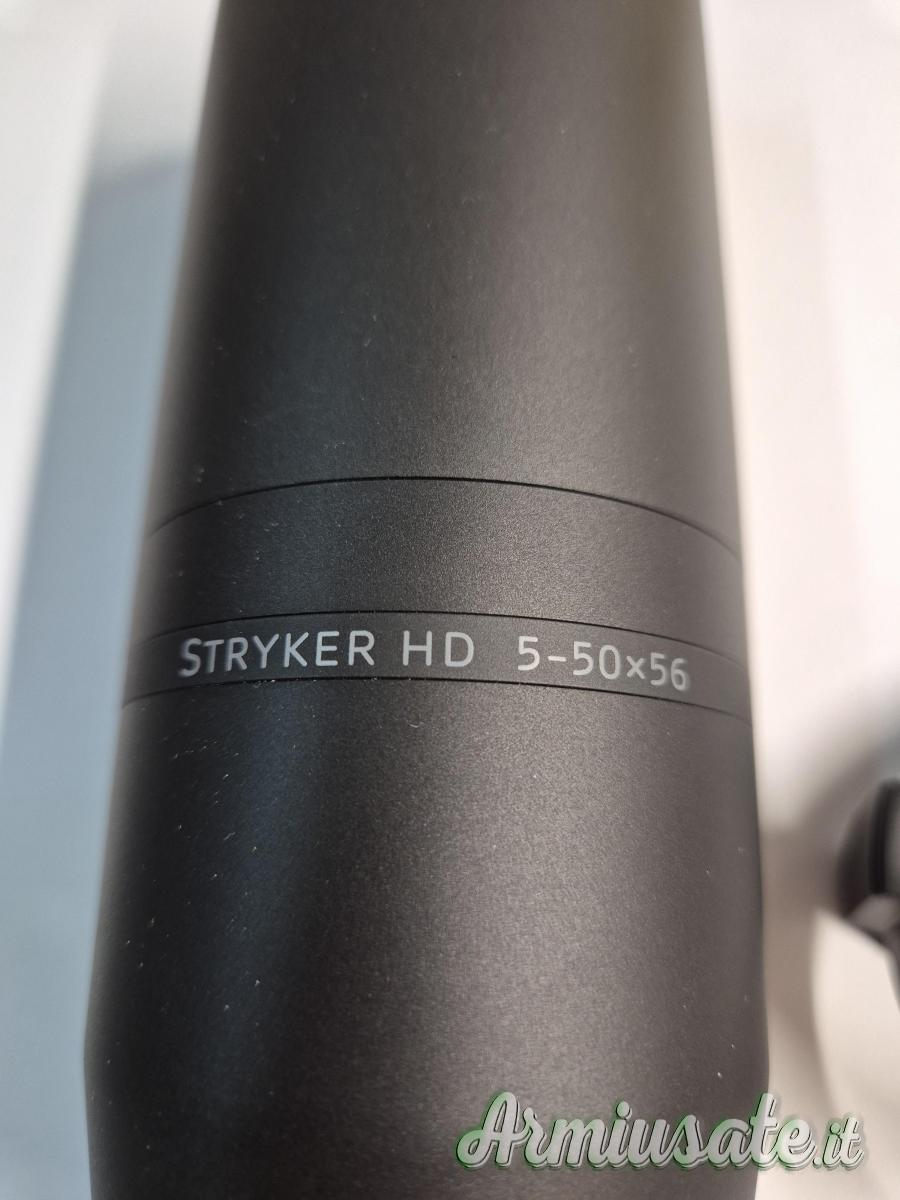 STRYKER HD 5-50×56
Armiusate.it